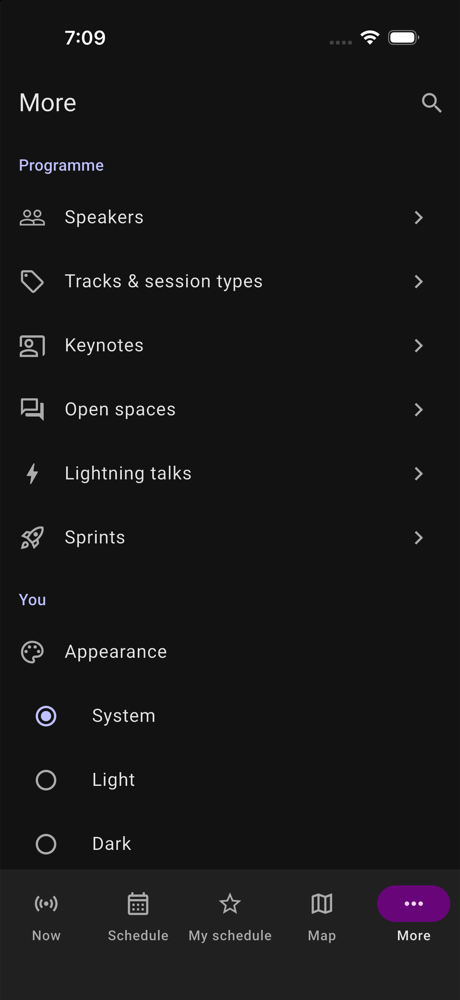 7:09
More
Programme
Speakers
Tracks & session types
Keynotes
Open spaces
Lightning talks
Sprints
You
Appearance
System
Light
Dark
Now
Schedule
My schedule
Map
More